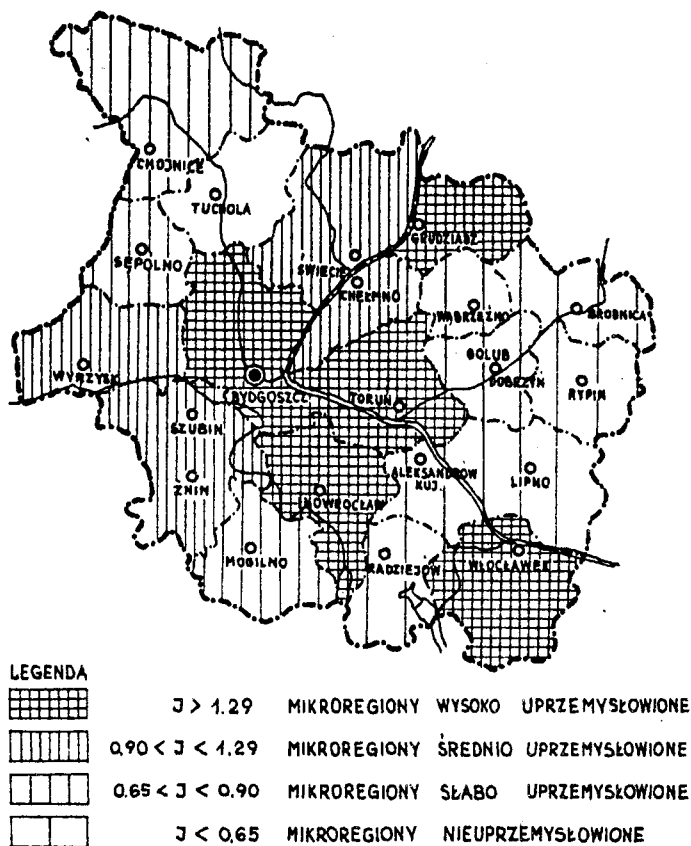 CHOJNICE
TUCHOLA
GRUDZIĄDZ
SĘPOLNO
ŚWIECIE
CHEŁMNO
WĄBRZEŹNO
BRODNICA
GOLUB
DOBRZYŃ
WYRZYSK
RYPIN
BYDGOSZCZ
TORUŃ
SZUBIN
ALEKSANDRÓW
KUJ.
LIPNO
ŻNIN
INOWROCŁAW
MOGILNO
RADZIEJÓW
WŁOCŁAWEK
LEGENDA
J > 1.29 MIKROREGIONY WYSOKO UPRZEMYSŁOWIONE
0,90 < J < 1.29 MIKROREGIONY ŚREDNIO UPRZEMYSŁOWIONE
0.65 < J < 0.90 MIKROREGIONY SŁABO UPRZEMYSŁOWIONE
J < 0,65 MIKROREGIONY NIEUPRZEMYSŁOWIONE